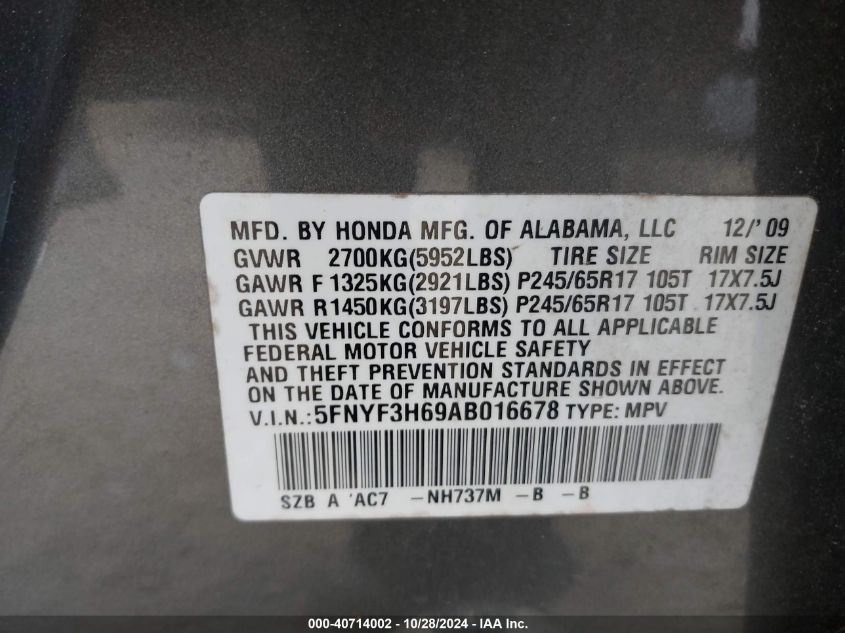 MFD. BY HONDA MFG. OF ALABAMA, LLC 12/'09
GVWR 2700KG(5952LBS) TIRE SIZE RIM SIZE
GAWR F 1325KG(2921LBS) P245/65R17 105T 17X7.5J
GAWR R1450KG(3197LBS) P245/65R17 105T 17X7.5J
THIS VEHICLE CONFORMS TO ALL APPLICABLE
FEDERAL MOTOR VEHICLE SAFETY
AND THEFT PREVENTION STANDARDS IN EFFECT
ON THE DATE OF MANUFACTURE SHOWN ABOVE.
V.I.N.:5FNYF3H69AB016678 TYPE: MPV
SZB A 'AC7 -NH737M -B -B
000-40714002 - 10/28/2024 - IAA Inc.